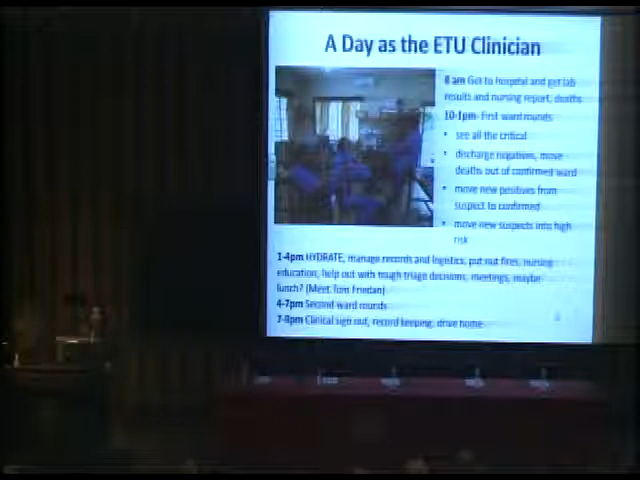 A Day as the ETU Clinician
8 am Get to hospital and get lab
results and nursing report, deaths
10-1pm- First ward rounds
• see all the critical
• discharge negatives, move
deaths out of confirmed ward
• move new positives from
suspect to confirmed
• move new suspects into high
risk
1-4pm HYDRATE, manage records and logistics, put out fires, nursing
education, help out with tough triage decisions, meetings, maybe
lunch? (Meet Tom Friedan)
4-7pm Second ward rounds
7-8pm Clinical sign out, record keeping, drive home